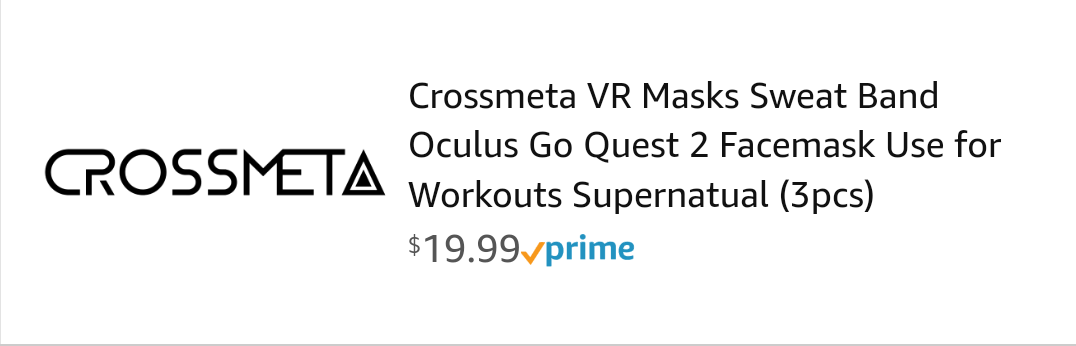 CROSSMETA
Crossmeta VR Masks Sweat Band
Oculus Go Quest 2 Facemask Use for
Workouts Supernatual (3pcs)
$19.99 prime